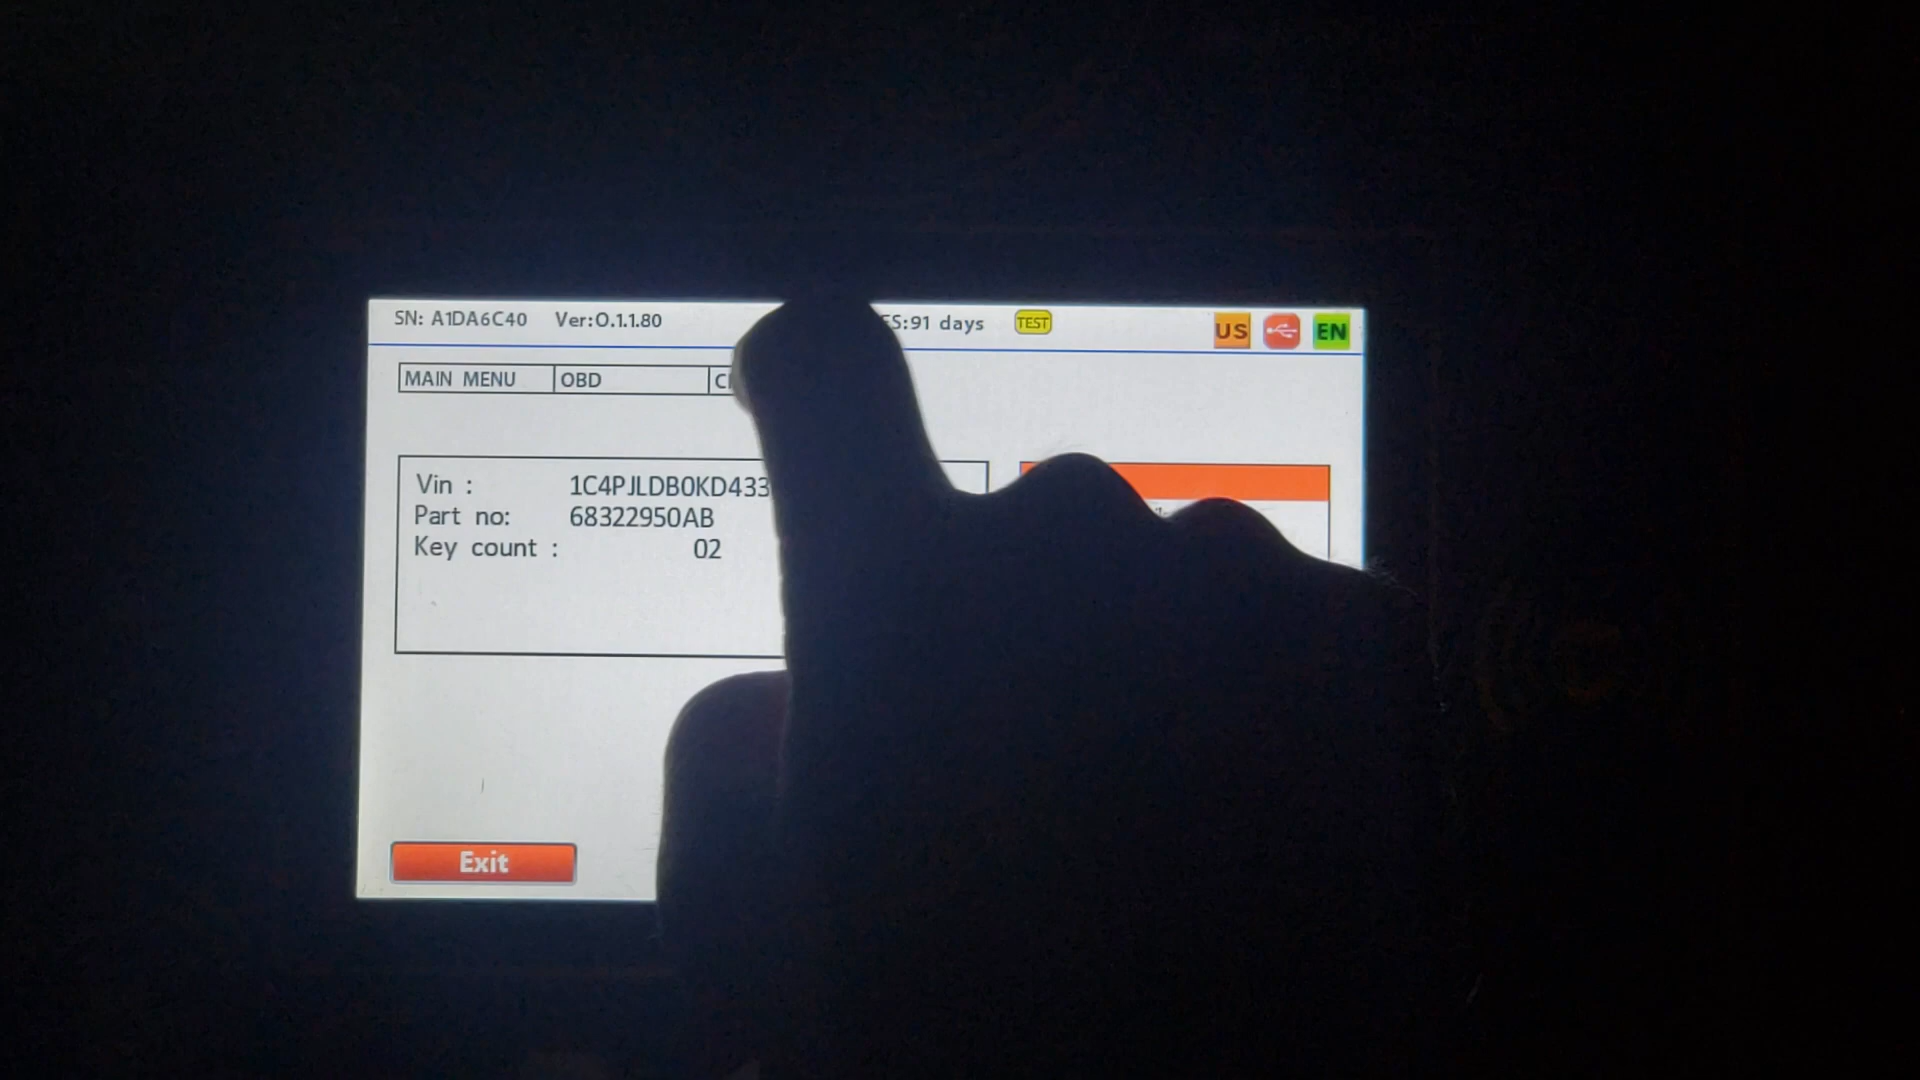 SN: A1DA6C40 Ver:0.1.1.80 ES:91 days TEST US EN
MAIN MENU OBD
Vin : 1C4PJLDB0KD433
Part no: 68322950AB
Key count : 02
Exit